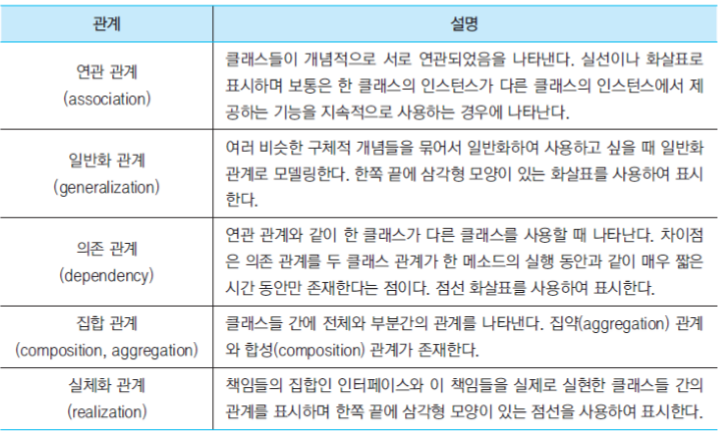 관계
설명
연관 관계
(association)
클래스들이 개념적으로 서로 연관되었음을 나타낸다. 실선이나 화살표로
표시하며 보통은 한 클래스의 인스턴스가 다른 클래스의 인스턴스에서 제
공하는 기능을 지속적으로 사용하는 경우에 나타난다.
일반화 관계
(generalization)
여러 비슷한 구체적 개념들을 묶어서 일반화하여 사용하고 싶을 때 일반화
관계로 모델링한다. 한쪽 끝에 삼각형 모양이 있는 화살표를 사용하여 표시
한다.
의존 관계
(dependency)
연관 관계와 같이 한 클래스가 다른 클래스를 사용할 때 나타난다. 차이점
은 의존 관계를 두 클래스 관계가 한 메소드의 실행 동안과 같이 매우 짧은
시간 동안만 존재한다는 점이다. 점선 화살표를 사용하여 표시한다.
집합 관계
(composition, aggregation)
클래스들 간에 전체와 부분간의 관계를 나타낸다. 집약(aggregation) 관계
와 합성(composition) 관계가 존재한다.
실체화 관계
(realization)
책임들의 집합인 인터페이스와 이 책임들을 실제로 실현한 클래스들 간의
관계를 표시하며 한쪽 끝에 삼각형 모양이 있는 점선을 사용하여 표시한다.